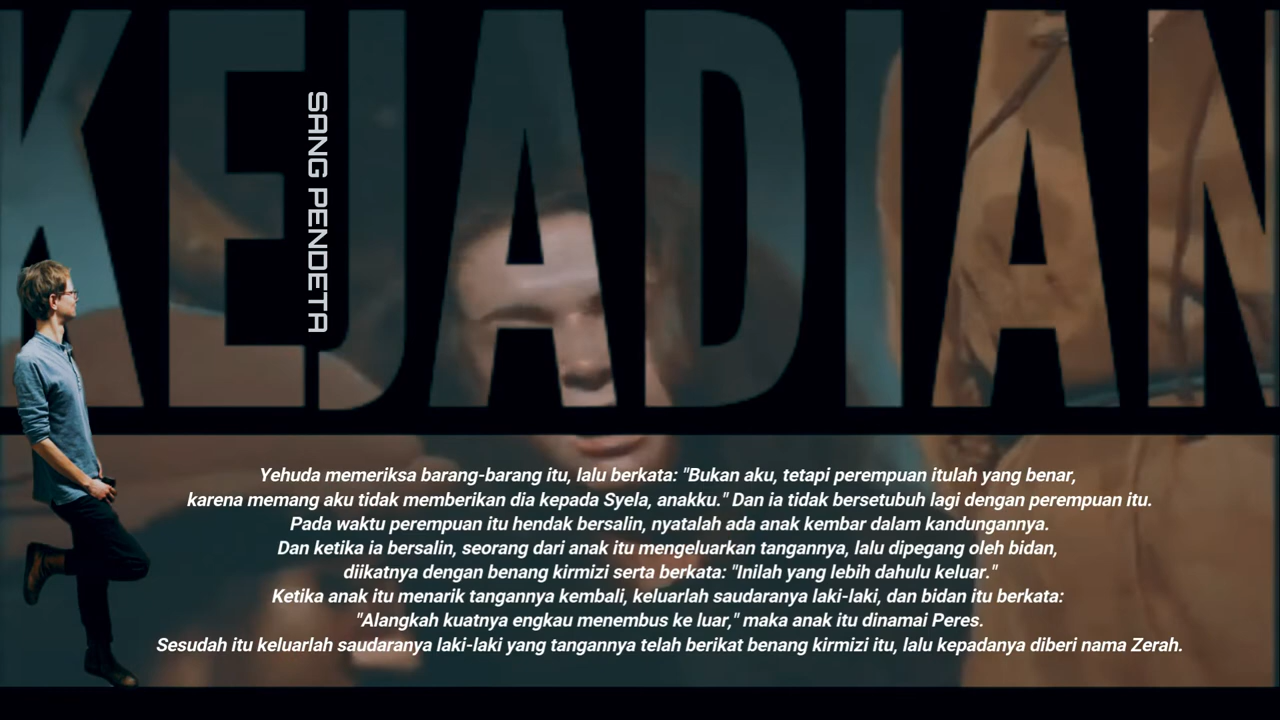 KEJADIAN
SANG PENDETA
Yehuda memeriksa barang-barang itu, lalu berkata: "Bukan aku, tetapi perempuan itulah yang benar,
karena memang aku tidak memberikan dia kepada Syela, anakku." Dan ia tidak bersetubuh lagi dengan perempuan itu.
Pada waktu perempuan itu hendak bersalin, nyatalah ada anak kembar dalam kandungannya.
Dan ketika ia bersalin, seorang dari anak itu mengeluarkan tangannya, lalu dipegang oleh bidan,
diikatnya dengan benang kirmizi serta berkata: "Inilah yang lebih dahulu keluar."
Ketika anak itu menarik tangannya kembali, keluarlah saudaranya laki-laki, dan bidan itu berkata:
"Alangkah kuatnya engkau menembus ke luar," maka anak itu dinamai Peres.
Sesudah itu keluarlah saudaranya laki-laki yang tangannya telah berikat benang kirmizi itu, lalu kepadanya diberi nama Zerah.